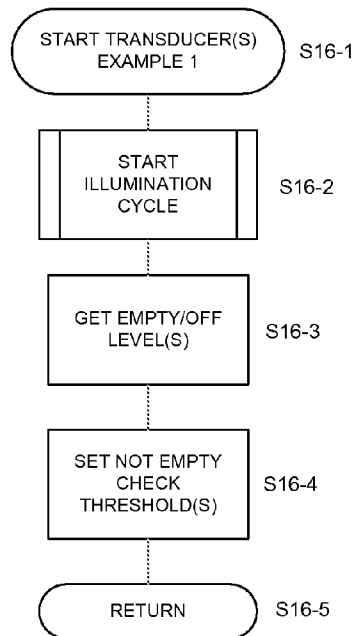 START TRANSDUCER(S)
EXAMPLE 1
S16-1
START
ILLUMINATION
CYCLE
S16-2
GET EMPTY/OFF
LEVEL(S)
S16-3
SET NOT EMPTY
CHECK
THRESHOLD(S)
S16-4
RETURN
S16-5